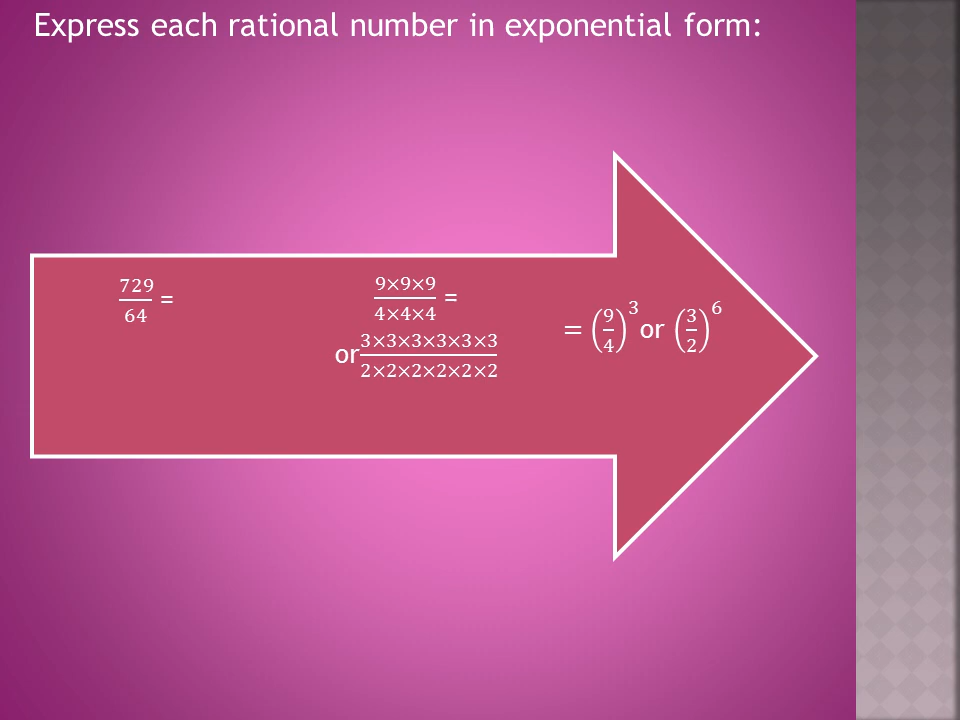 Express each rational number in exponential form:
729/64 =
9×9×9/4×4×4 =
or 3×3×3×3×3×3/2×2×2×2×2×2
= (9/4)^3 or (3/2)^6